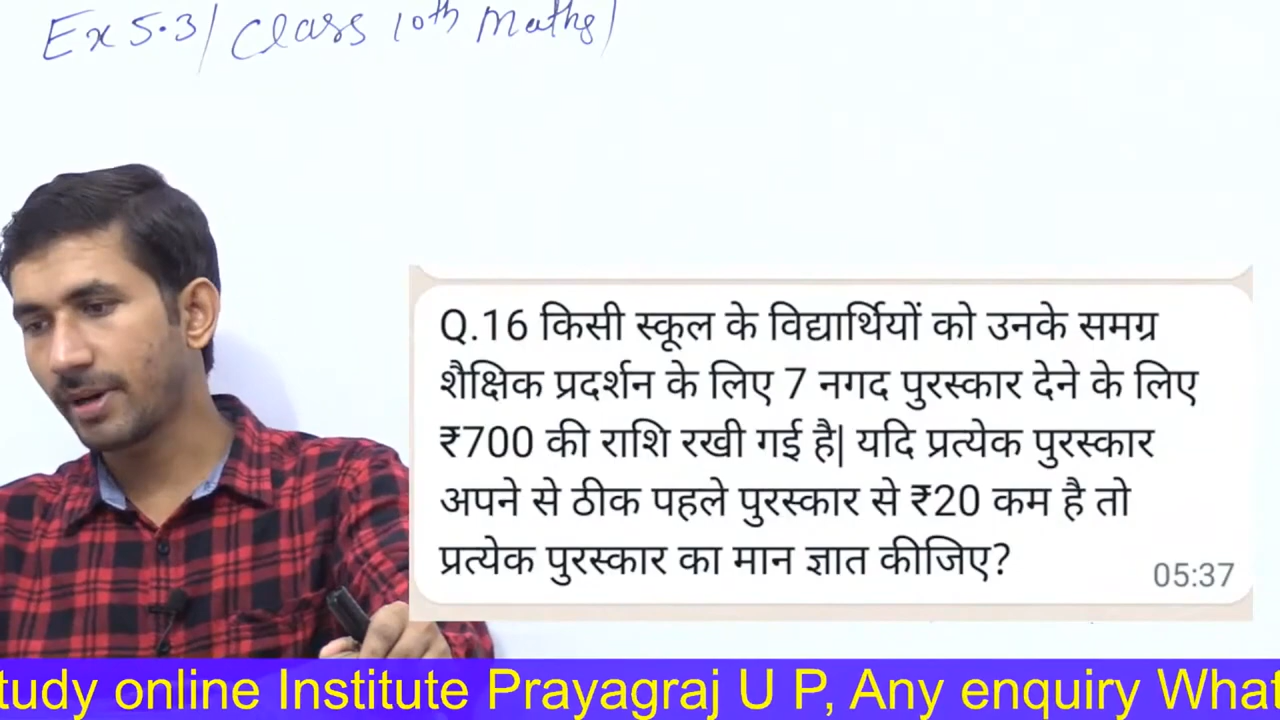 Ex 5.3/ Class 10th Maths/
Q.16 किसी स्कूल के विद्यार्थियों को उनके समग्र
शैक्षिक प्रदर्शन के लिए 7 नगद पुरस्कार देने के लिए
₹700 की राशि रखी गई है| यदि प्रत्येक पुरस्कार
अपने से ठीक पहले पुरस्कार से ₹20 कम है तो
प्रत्येक पुरस्कार का मान ज्ञात कीजिए?
05:37
tudy online Institute Prayagraj U P, Any enquiry What